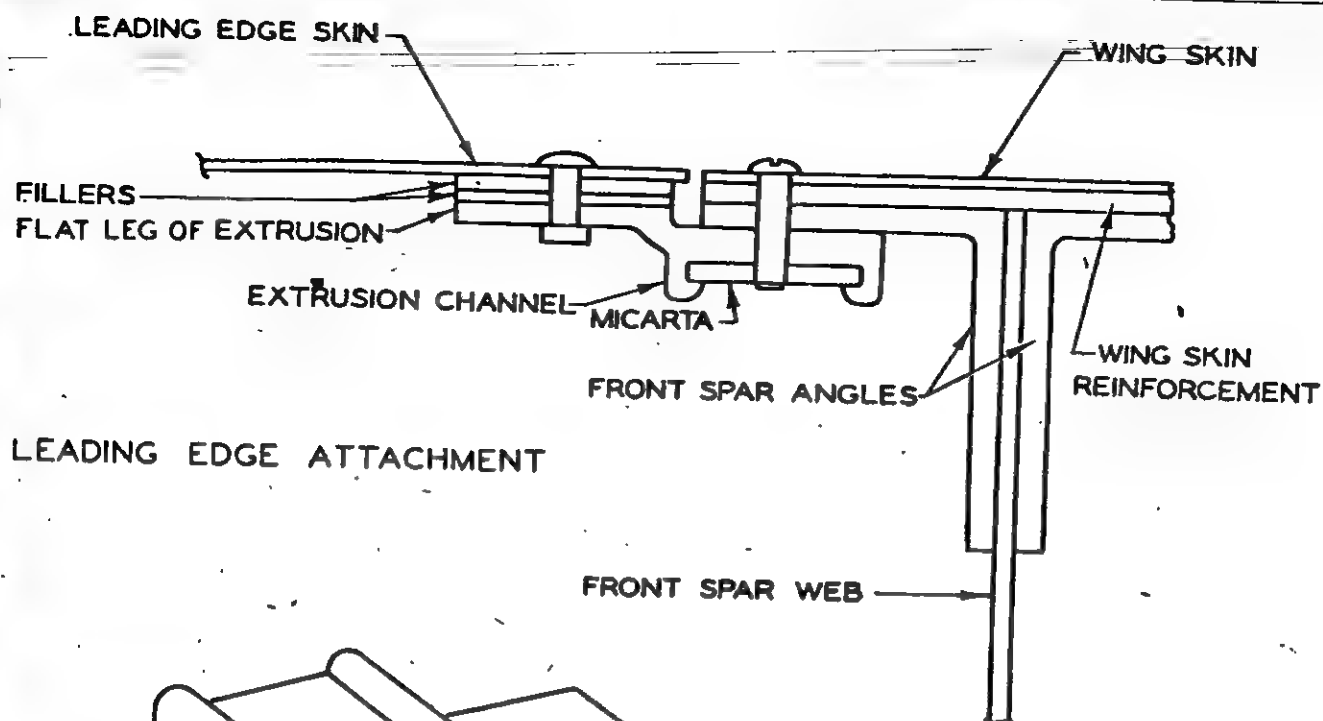 LEADING EDGE SKIN
WING SKIN
FILLERS
FLAT LEG OF EXTRUSION
EXTRUSION CHANNEL
MICARTA
FRONT SPAR ANGLES
WING SKIN
REINFORCEMENT
LEADING EDGE ATTACHMENT
FRONT SPAR WEB